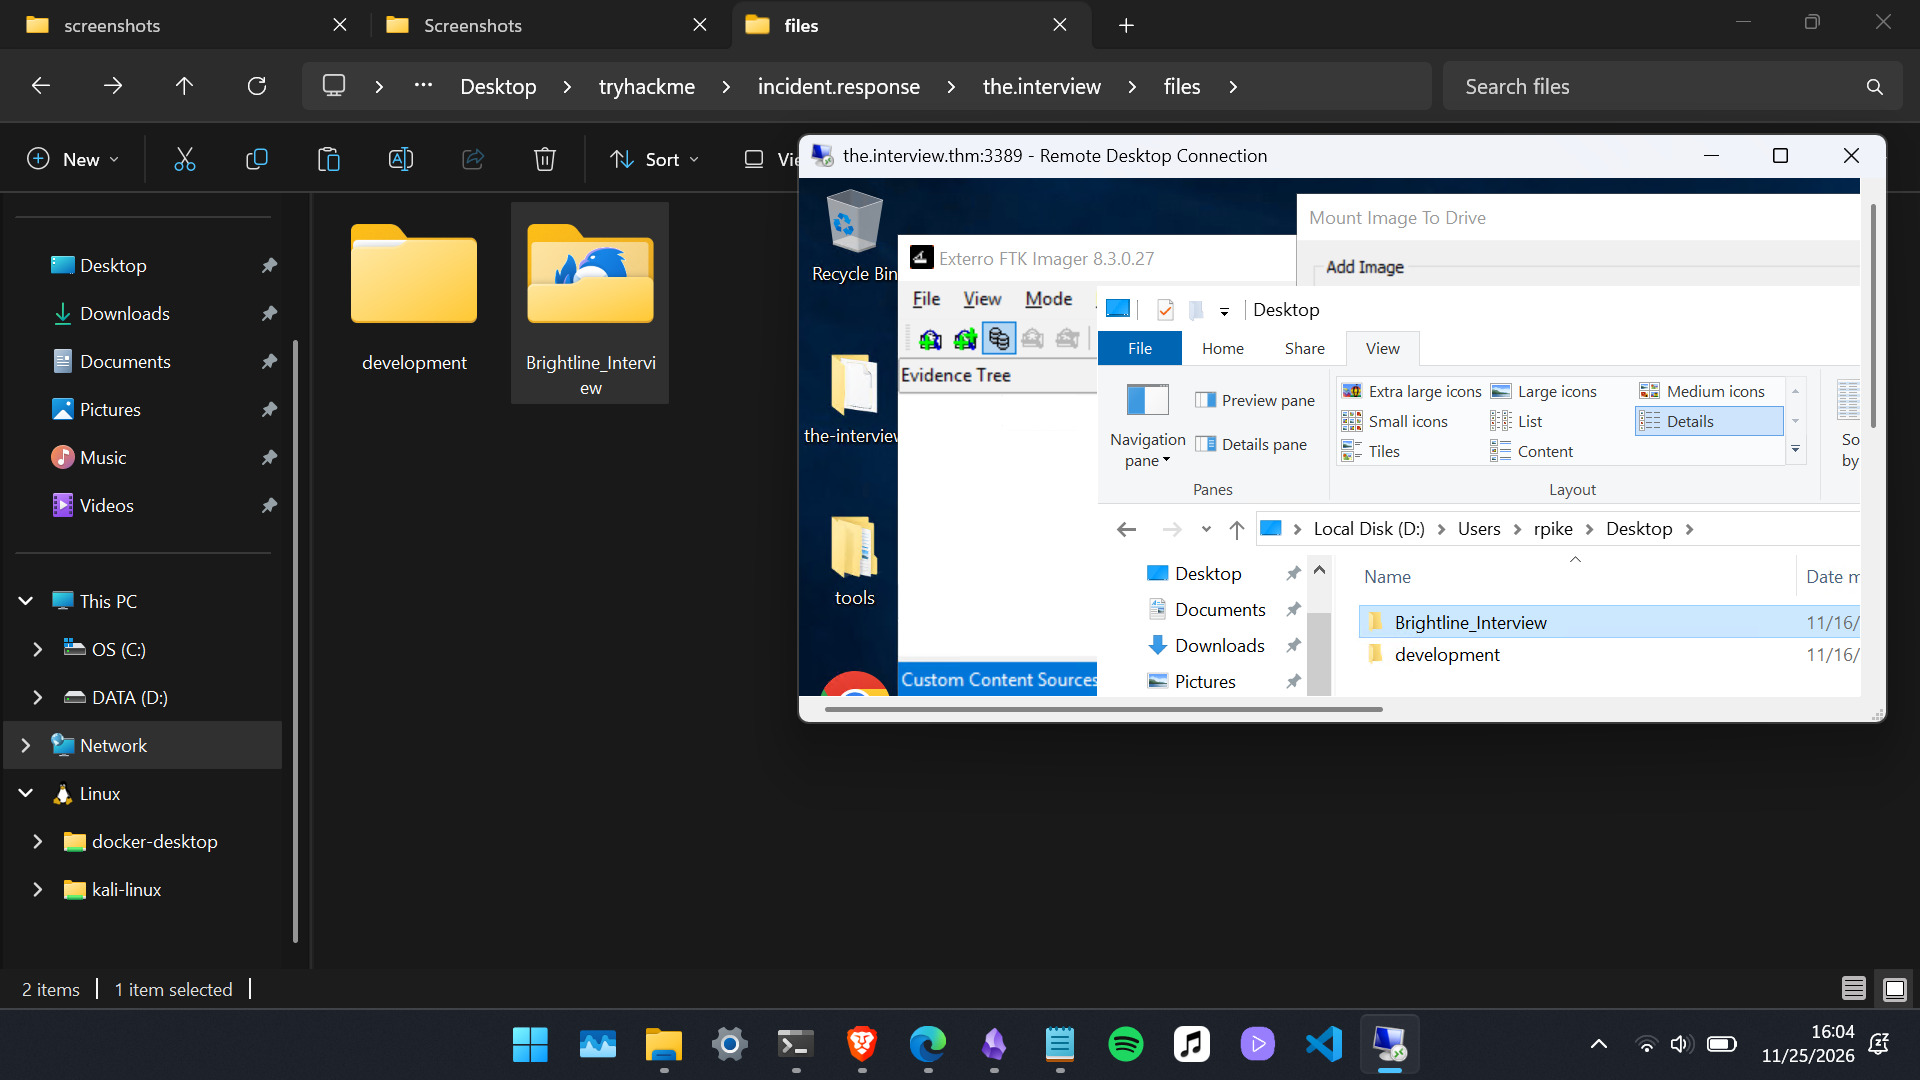 screenshots
Screenshots
files
Desktop
tryhackme
incident.response
the.interview
files
Search files
New
Sort
Vie
Desktop
Downloads
Documents
Pictures
Music
Videos
This PC
OS (C:)
DATA (D:)
Network
Linux
docker-desktop
kali-linux
development
Brightline_Intervi
ew
the.interview.thm:3389 - Remote Desktop Connection
Recycle Bin
the-interview
tools
Exterro FTK Imager 8.3.0.27
File View Mode
Evidence Tree
Custom Content Sources
Mount Image To Drive
Add Image
Desktop
File Home Share View
Navigation
pane
Preview pane
Details pane
Panes
Extra large icons Large icons Medium icons
Small icons List Details
Tiles Content
Layout
So
by
Local Disk (D:) Users rpike Desktop
Desktop
Documents
Downloads
Pictures
Name Date m
Brightline_Interview 11/16/
development 11/16/
2 items 1 item selected
16:04
11/25/2026